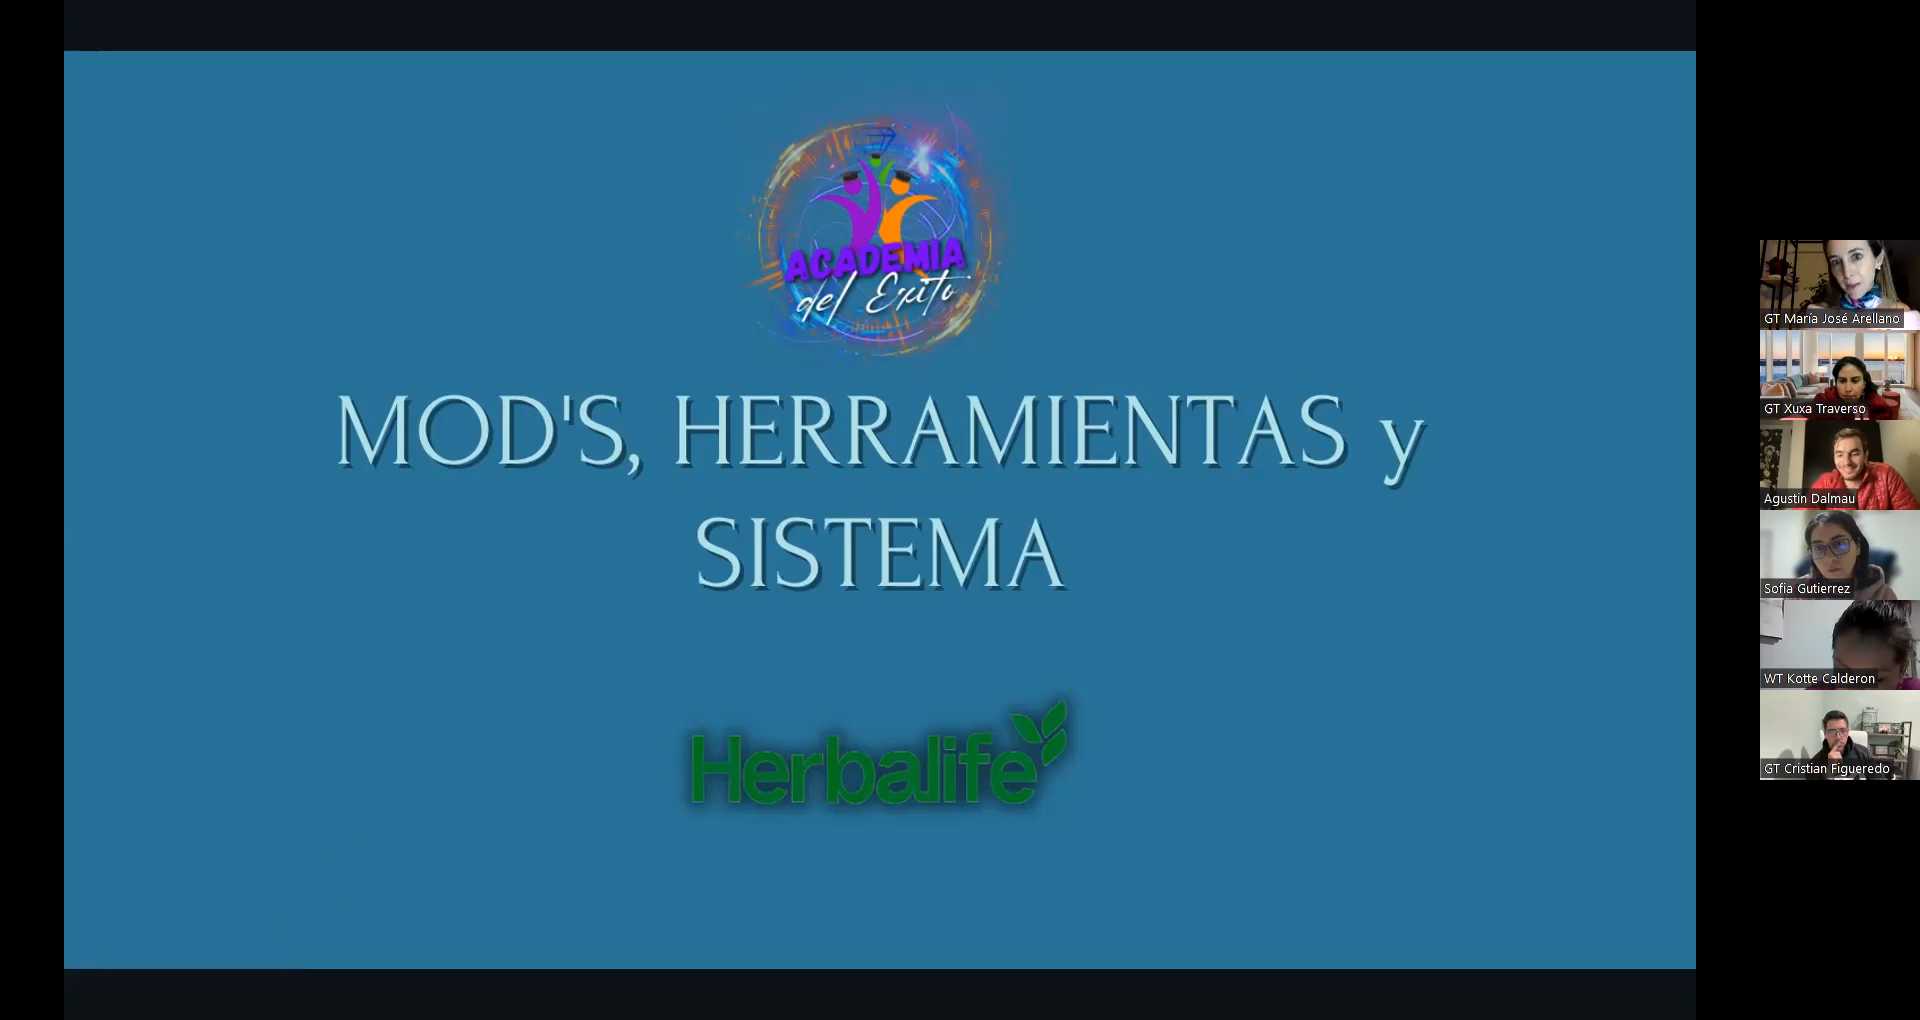 ACADEMIA
del Exito
MOD'S, HERRAMIENTAS y
SISTEMA
Herbalife
GT María José Arellano
GT Xuxa Traverso
Agustin Dalmau
Sofia Gutierrez
WT Kotte Calderon
GT Cristian Figueredo